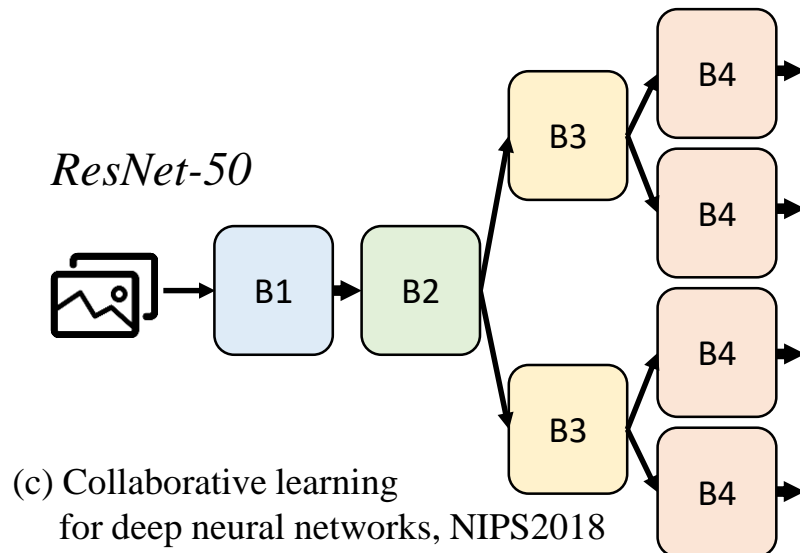 B4
B3
B4
ResNet-50
B1
B2
B4
B3
B4
(c) Collaborative learning
for deep neural networks, NIPS2018